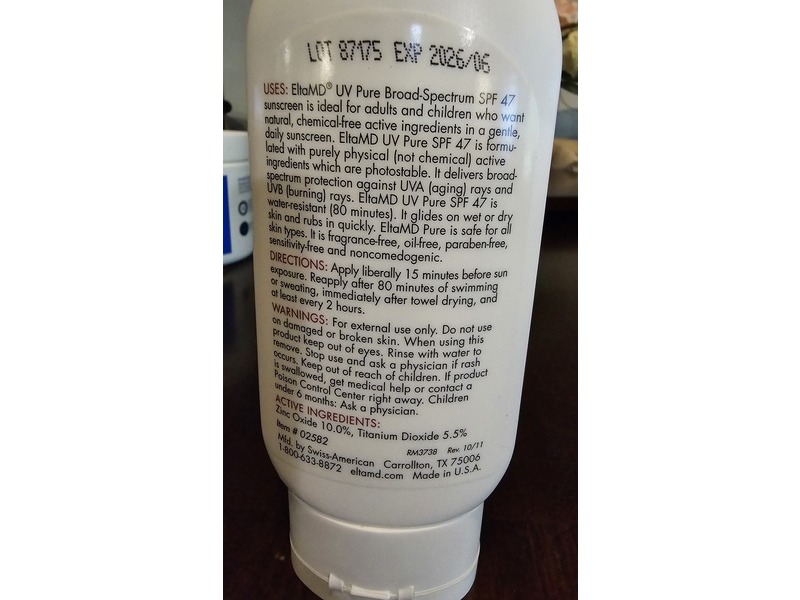 LOT 87175 EXP 2026/06
USES: EltaMD® UV Pure Broad-Spectrum SPF 47
sunscreen is ideal for adults and children who want
natural, chemical-free active ingredients in a gentle,
daily sunscreen. EltaMD UV Pure SPF 47 is formu-
lated with purely physical (not chemical) active
ingredients which are photostable. It delivers broad-
spectrum protection against UVA (aging) rays and
UVB (burning) rays. EltaMD UV Pure SPF 47 is
water-resistant (80 minutes). It glides on wet or dry
skin and rubs in quickly. EltaMD Pure is safe for all
skin types. It is fragrance-free, oil-free, paraben-free,
sensitivity-free and noncomedogenic.
DIRECTIONS: Apply liberally 15 minutes before sun
exposure. Reapply after 80 minutes of swimming
or sweating, immediately after towel drying, and
at least every 2 hours.
WARNINGS: For external use only. Do not use
on damaged or broken skin. When using this
product keep out of eyes. Rinse with water to
remove. Stop use and ask a physician if rash
occurs. Keep out of reach of children. If product
is swallowed, get medical help or contact a
Poison Control Center right away. Children
under 6 months: Ask a physician.
ACTIVE INGREDIENTS:
Zinc Oxide 10.0%, Titanium Dioxide 5.5%
Item # 02582 RM3738 Rev. 10/11
Mfd. by Swiss-American Carrollton, TX 75006
1-800-633-8872 eltamd.com Made in U.S.A.